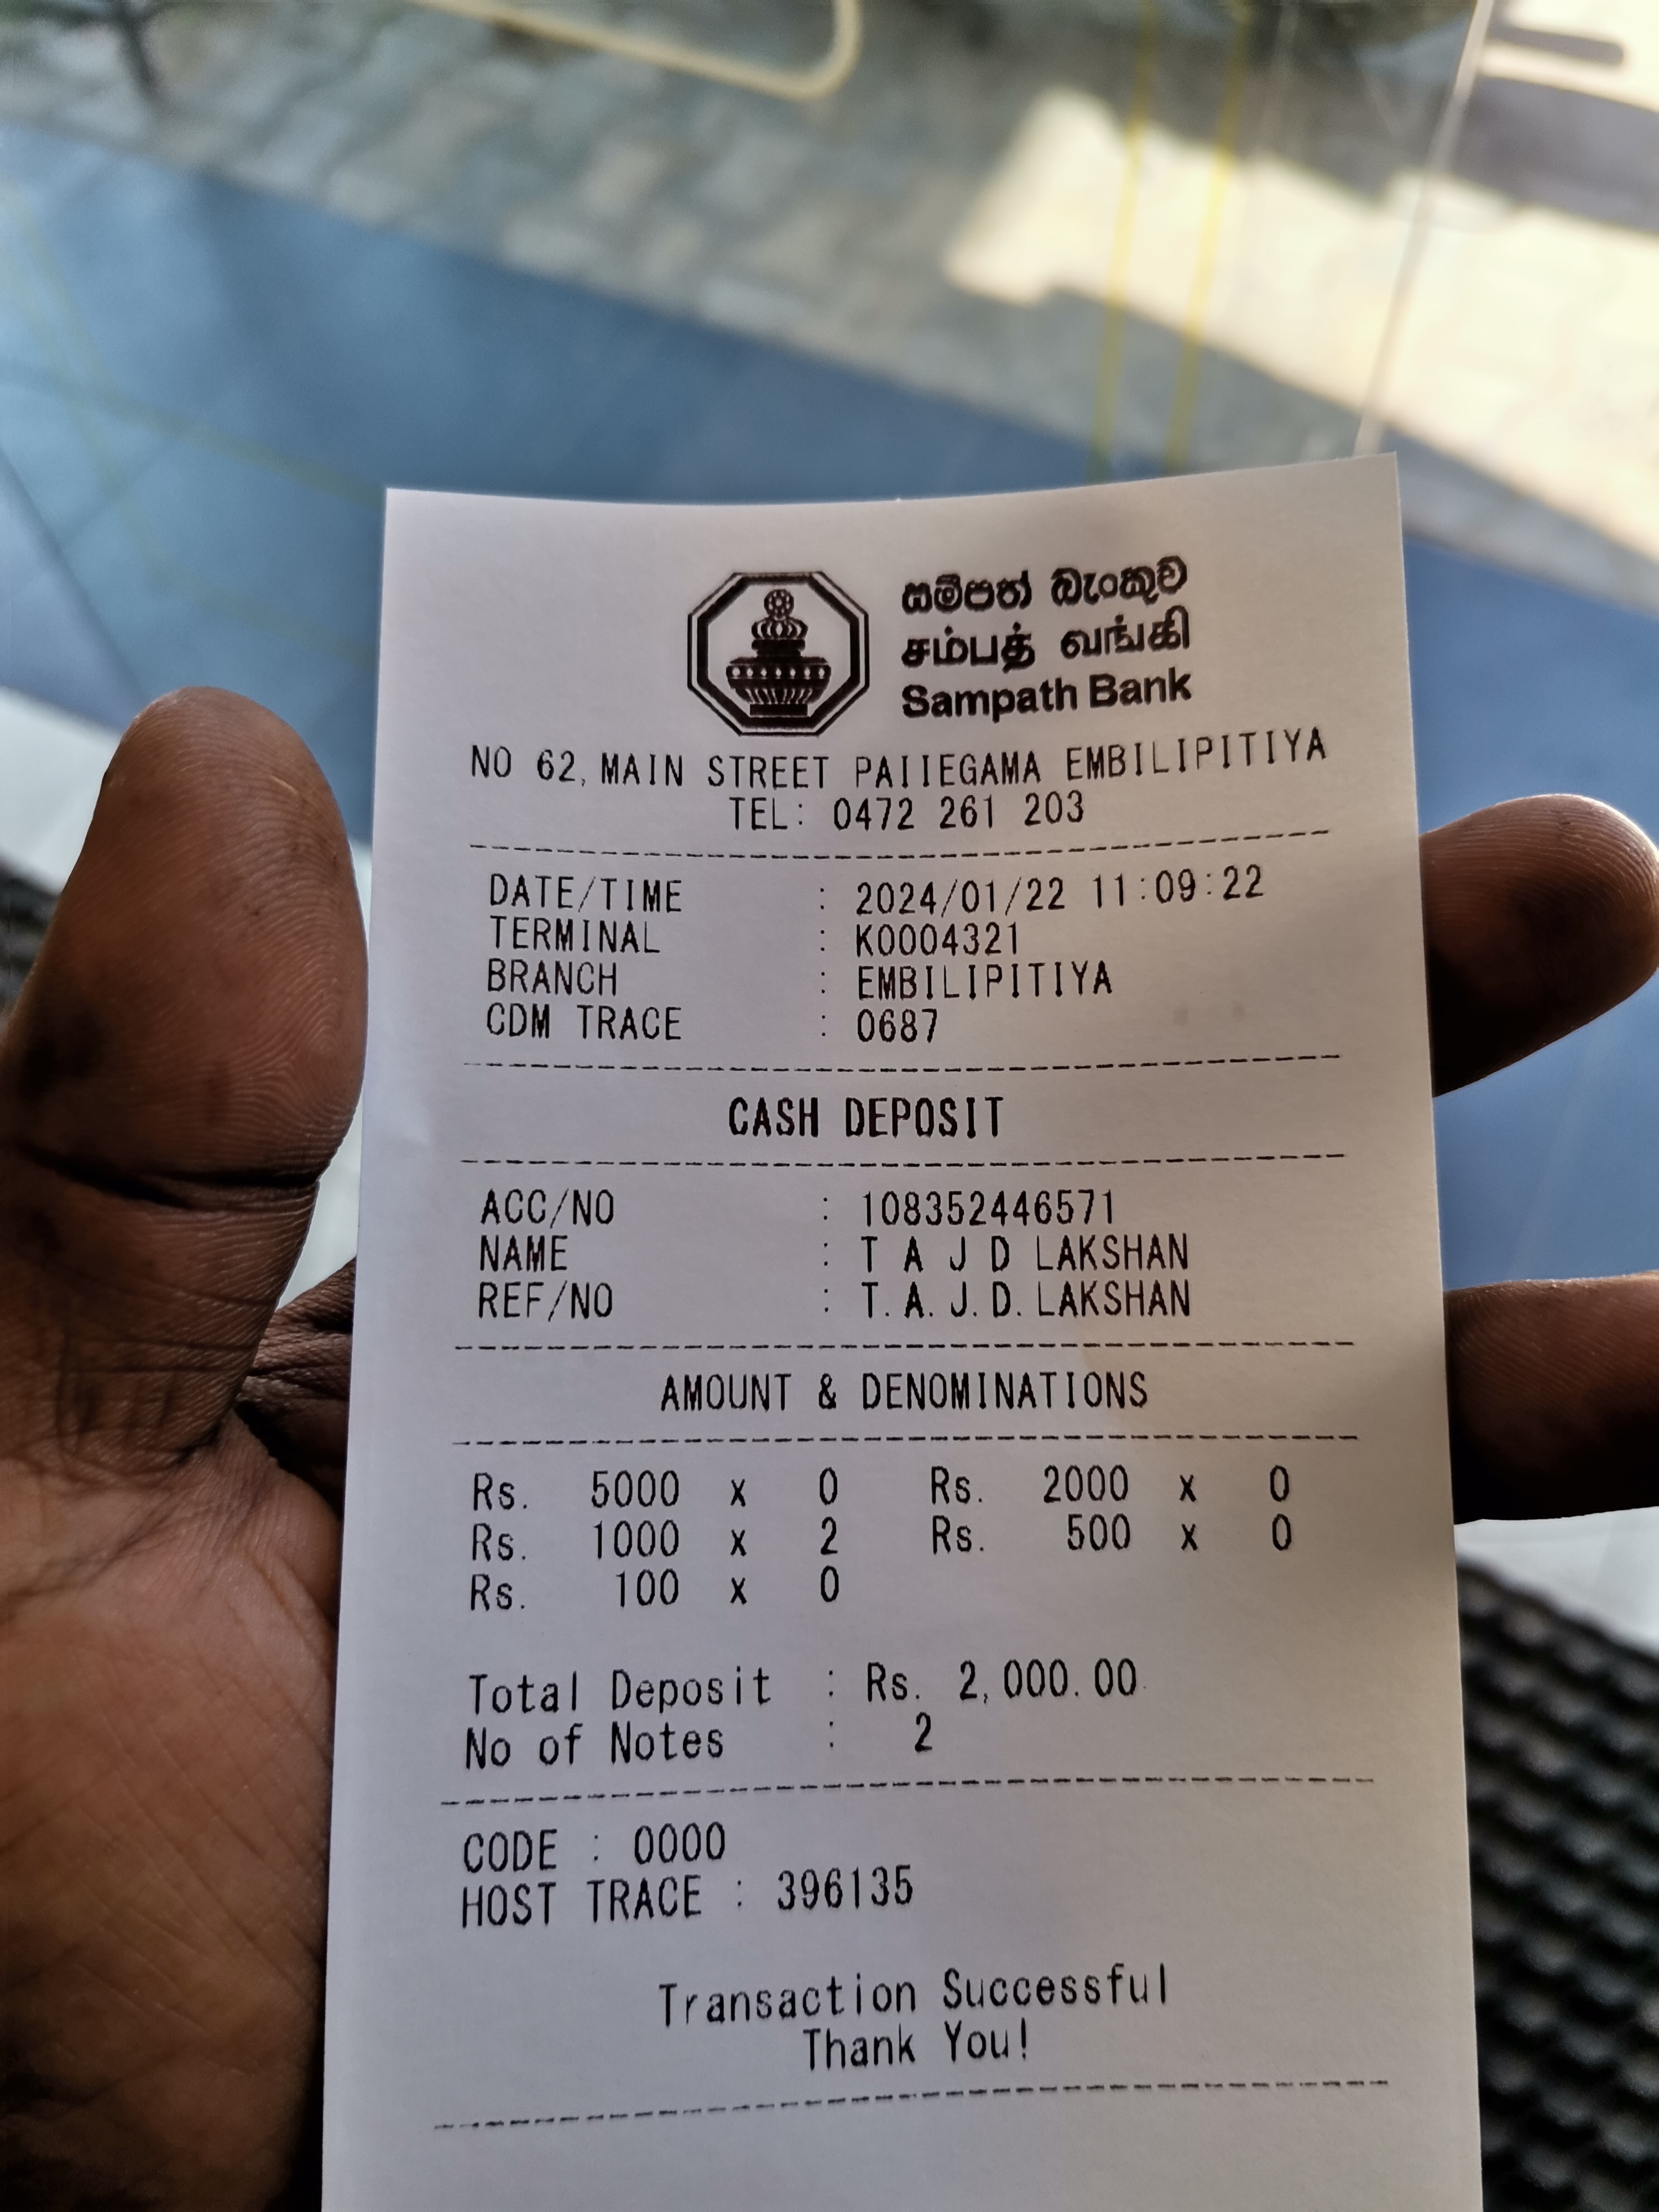 සම්පත් බැංකුව
சம்பத் வங்கி
Sampath Bank
NO 62, MAIN STREET PAIIEGAMA EMBILIPITIYA
TEL: 0472 261 203
DATE/TIME : 2024/01/22 11:09:22
TERMINAL : K0004321
BRANCH : EMBILIPITIYA
CDM TRACE : 0687
CASH DEPOSIT
ACC/NO : 108352446571
NAME : T A J D LAKSHAN
REF/NO : T.A.J.D.LAKSHAN
AMOUNT & DENOMINATIONS
Rs. 5000 x 0 Rs. 2000 x 0
Rs. 1000 x 2 Rs. 500 x 0
Rs. 100 x 0
Total Deposit : Rs. 2,000.00
No of Notes : 2
CODE : 0000
HOST TRACE : 396135
Transaction Successful
Thank You!